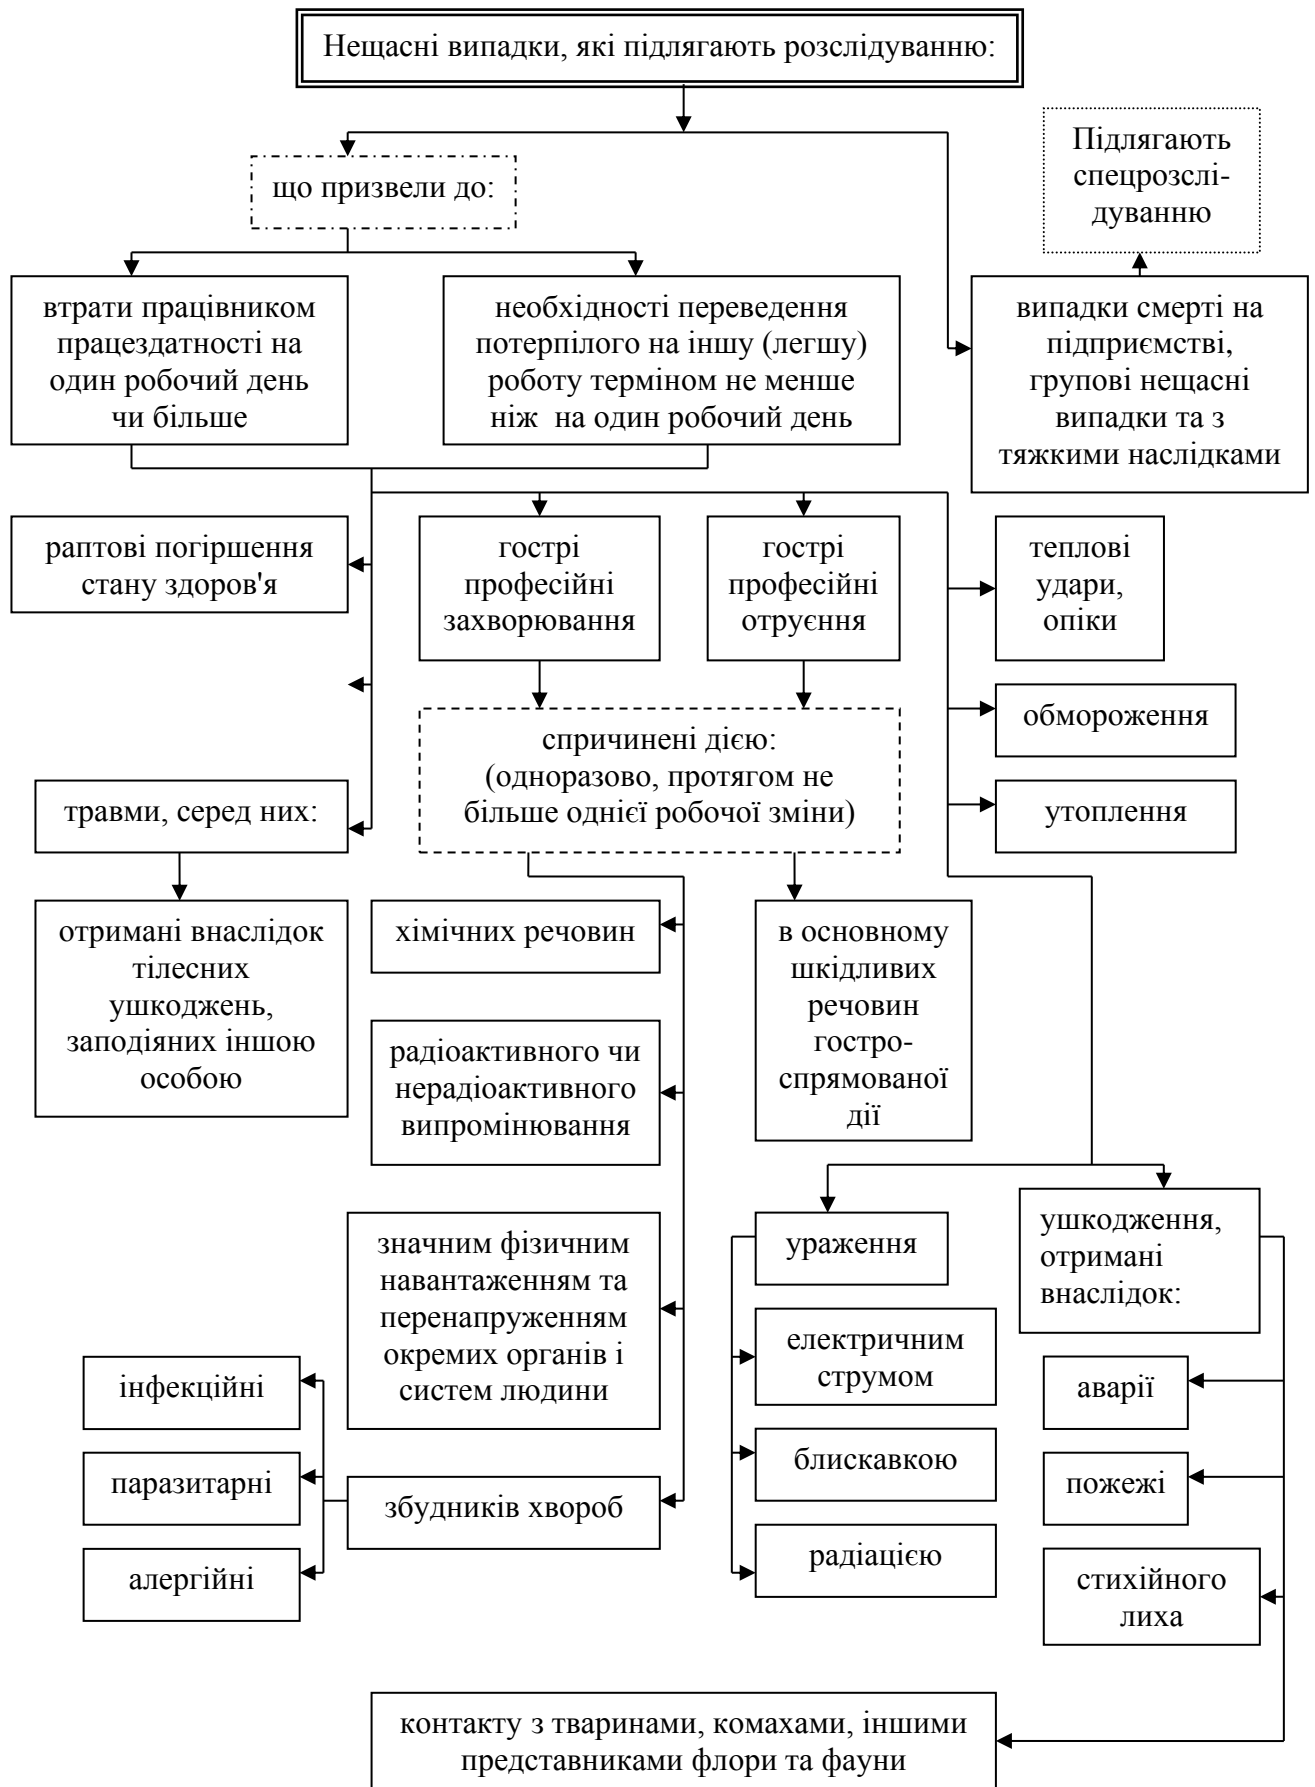 Нещасні випадки, які підлягають розслідуванню:
Підлягають
спецрозслі-
дуванню
що призвели до:
втрати працівником
працездатності на
один робочий день
чи більше
необхідності переведення
потерпілого на іншу (легшу)
роботу терміном не менше
ніж на один робочий день
випадки смерті на
підприємстві,
групові нещасні
випадки та з
тяжкими наслідками
раптові погіршення
стану здоров'я
гострі
професійні
захворювання
гострі
професійні
отруєння
теплові
удари,
опіки
обмороження
спричинені дією:
(одноразово, протягом не
більше однієї робочої зміни)
травми, серед них:
утоплення
отримані внаслідок
тілесних
ушкоджень,
заподіяних іншою
особою
хімічних речовин
в основному
шкідливих
речовин
гостро-
спрямованої
дії
радіоактивного чи
нерадіоактивного
випромінювання
значним фізичним
навантаженням та
перенапруженням
окремих органів і
систем людини
ураження
ушкодження,
отримані
внаслідок:
електричним
струмом
інфекційні
аварії
блискавкою
паразитарні
збудників хвороб
пожежі
радіацією
алергійні
стихійного
лиха
контакту з тваринами, комахами, іншими
представниками флори та фауни